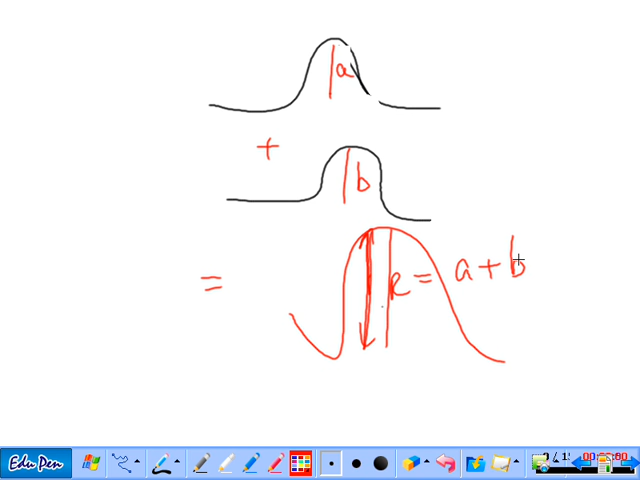 a
+
b
= R = a + b
Edu Pen